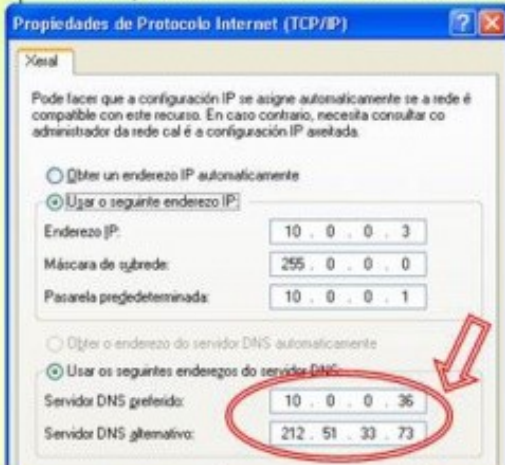 Propiedades de Protocolo Internet (TCP/IP)
Xeral
Pode facer que a configuración IP se asigne automaticamente se a rede é
compatible con este recurso. En caso contrario, necesita consultar co
administrador da rede cal é a configuración IP axeitada.
Obter un enderezo IP automaticamente
Usar o seguinte enderezo IP:
Enderezo IP: 10 . 0 . 0 . 3
Máscara de subrede: 255 . 0 . 0 . 0
Pasarela predeterminada: 10 . 0 . 0 . 1
Obter o enderezo do servidor DNS automaticamente
Usar os seguintes enderezos do servidor DNS:
Servidor DNS preferido: 10 . 0 . 0 . 36
Servidor DNS alternativo: 212 . 51 . 33 . 73